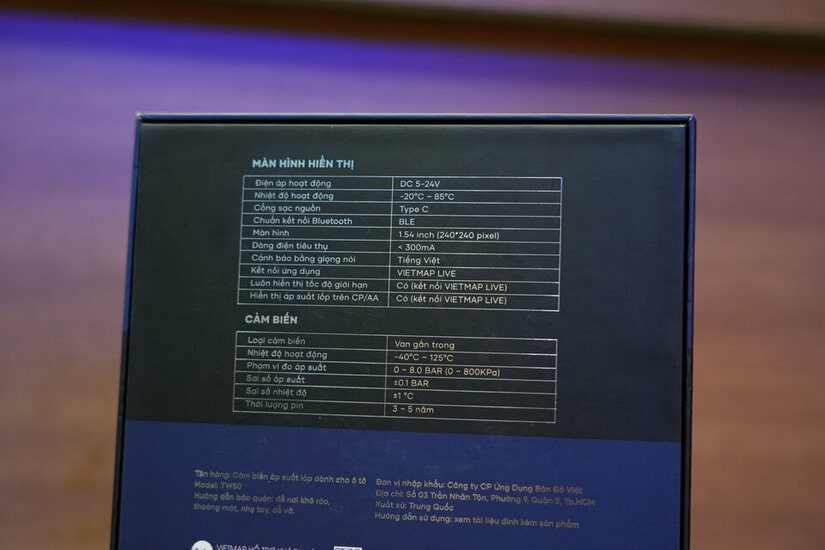 MÀN HÌNH HIỂN THỊ
Điện áp hoạt động DC 5-24V
Nhiệt độ hoạt động -20°C ~ 85°C
Cổng sạc nguồn Type C
Chuẩn kết nối Bluetooth BLE
Màn hình 1.54 inch (240*240 pixel)
Dòng điện tiêu thụ < 300mA
Cảnh báo bằng giọng nói Tiếng Việt
Kết nối ứng dụng VIETMAP LIVE
Luôn hiển thị tốc độ giới hạn Có (kết nối VIETMAP LIVE)
Hiển thị áp suất lốp trên CP/AA Có (kết nối VIETMAP LIVE)
CẢM BIẾN
Loại cảm biến Van gắn trong
Nhiệt độ hoạt động -40°C ~ 125°C
Phạm vi đo áp suất 0 ~ 8.0 BAR (0 ~ 800KPa)
Sai số áp suất ±0.1 BAR
Sai số nhiệt độ ±1 °C
Thời lượng pin 3 ~ 5 năm
Tên hàng: Cảm biến áp suất lốp dành cho ô tô
Model: TW50
Hướng dẫn bảo quản: để nơi khô ráo,
thoáng mát, nhẹ tay, dễ vỡ.
Đơn vị nhập khẩu: Công ty CP Ứng Dụng Bản Đồ Việt
Địa chỉ: Số 03 Trần Nhân Tôn, Phường 9, Quận 5, Tp.HCM
Xuất xứ: Trung Quốc
Hướng dẫn sử dụng: xem tài liệu đính kèm sản phẩm
VIETMAP HỖ TRỢ